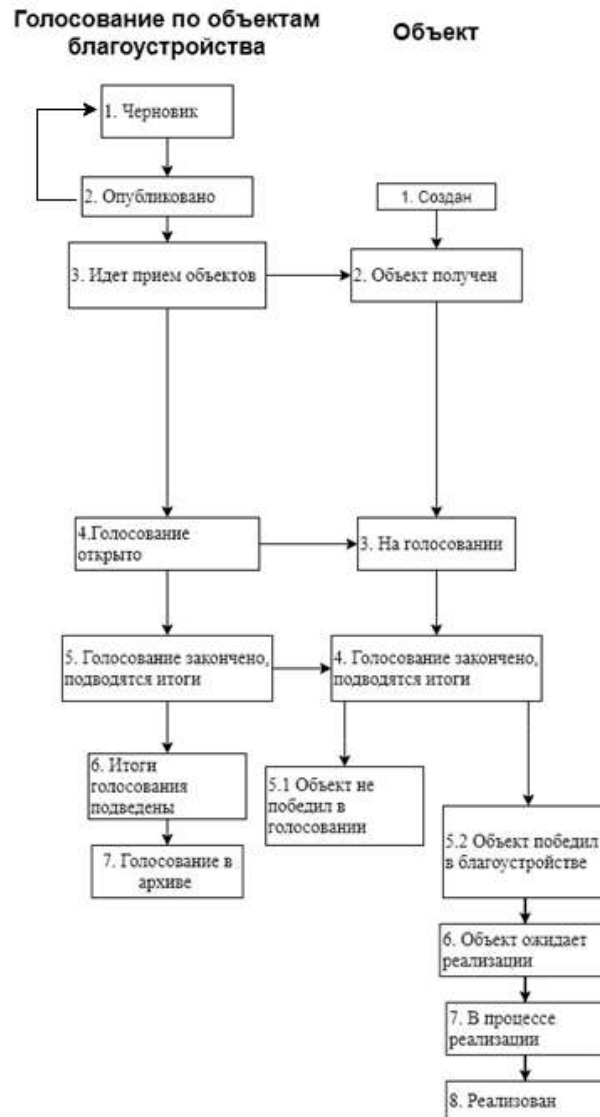 Голосование по объектам
благоустройства
Объект
1. Черновик
2. Опубликовано
1. Создан
3. Идет прием объектов
2. Объект получен
4.Голосование
открыто
3. На голосовании
5. Голосование закончено,
подводятся итоги
4. Голосование закончено,
подводятся итоги
6. Итоги
голосования
подведены
5.1 Объект не
победил в
голосовании
7. Голосование в
архиве
5.2 Объект победил
в благоустройстве
6. Объект ожидает
реализации
7. В процессе
реализации
8. Реализован